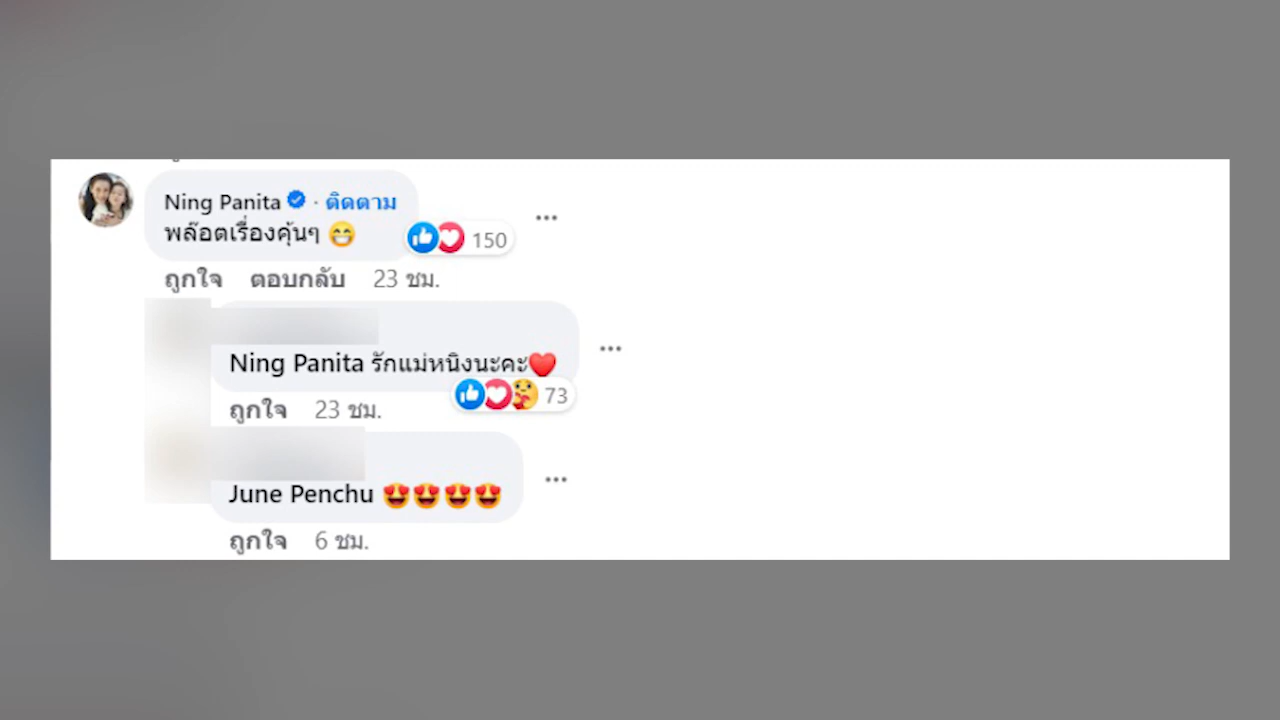 Ning Panita · ติดตาม
พล๊อตเรื่องคุ้นๆ 😁
150
ถูกใจ ตอบกลับ 23 ชม.
Ning Panita รักแม่หนิงนะคะ❤️
73
ถูกใจ 23 ชม.
June Penchu 😍😍😍😍
ถูกใจ 6 ชม.